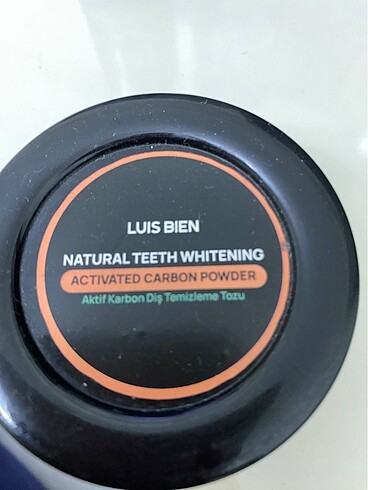 LUIS BIEN
NATURAL TEETH WHITENING
ACTIVATED CARBON POWDER
Aktif Karbon Diş Temizleme Tozu